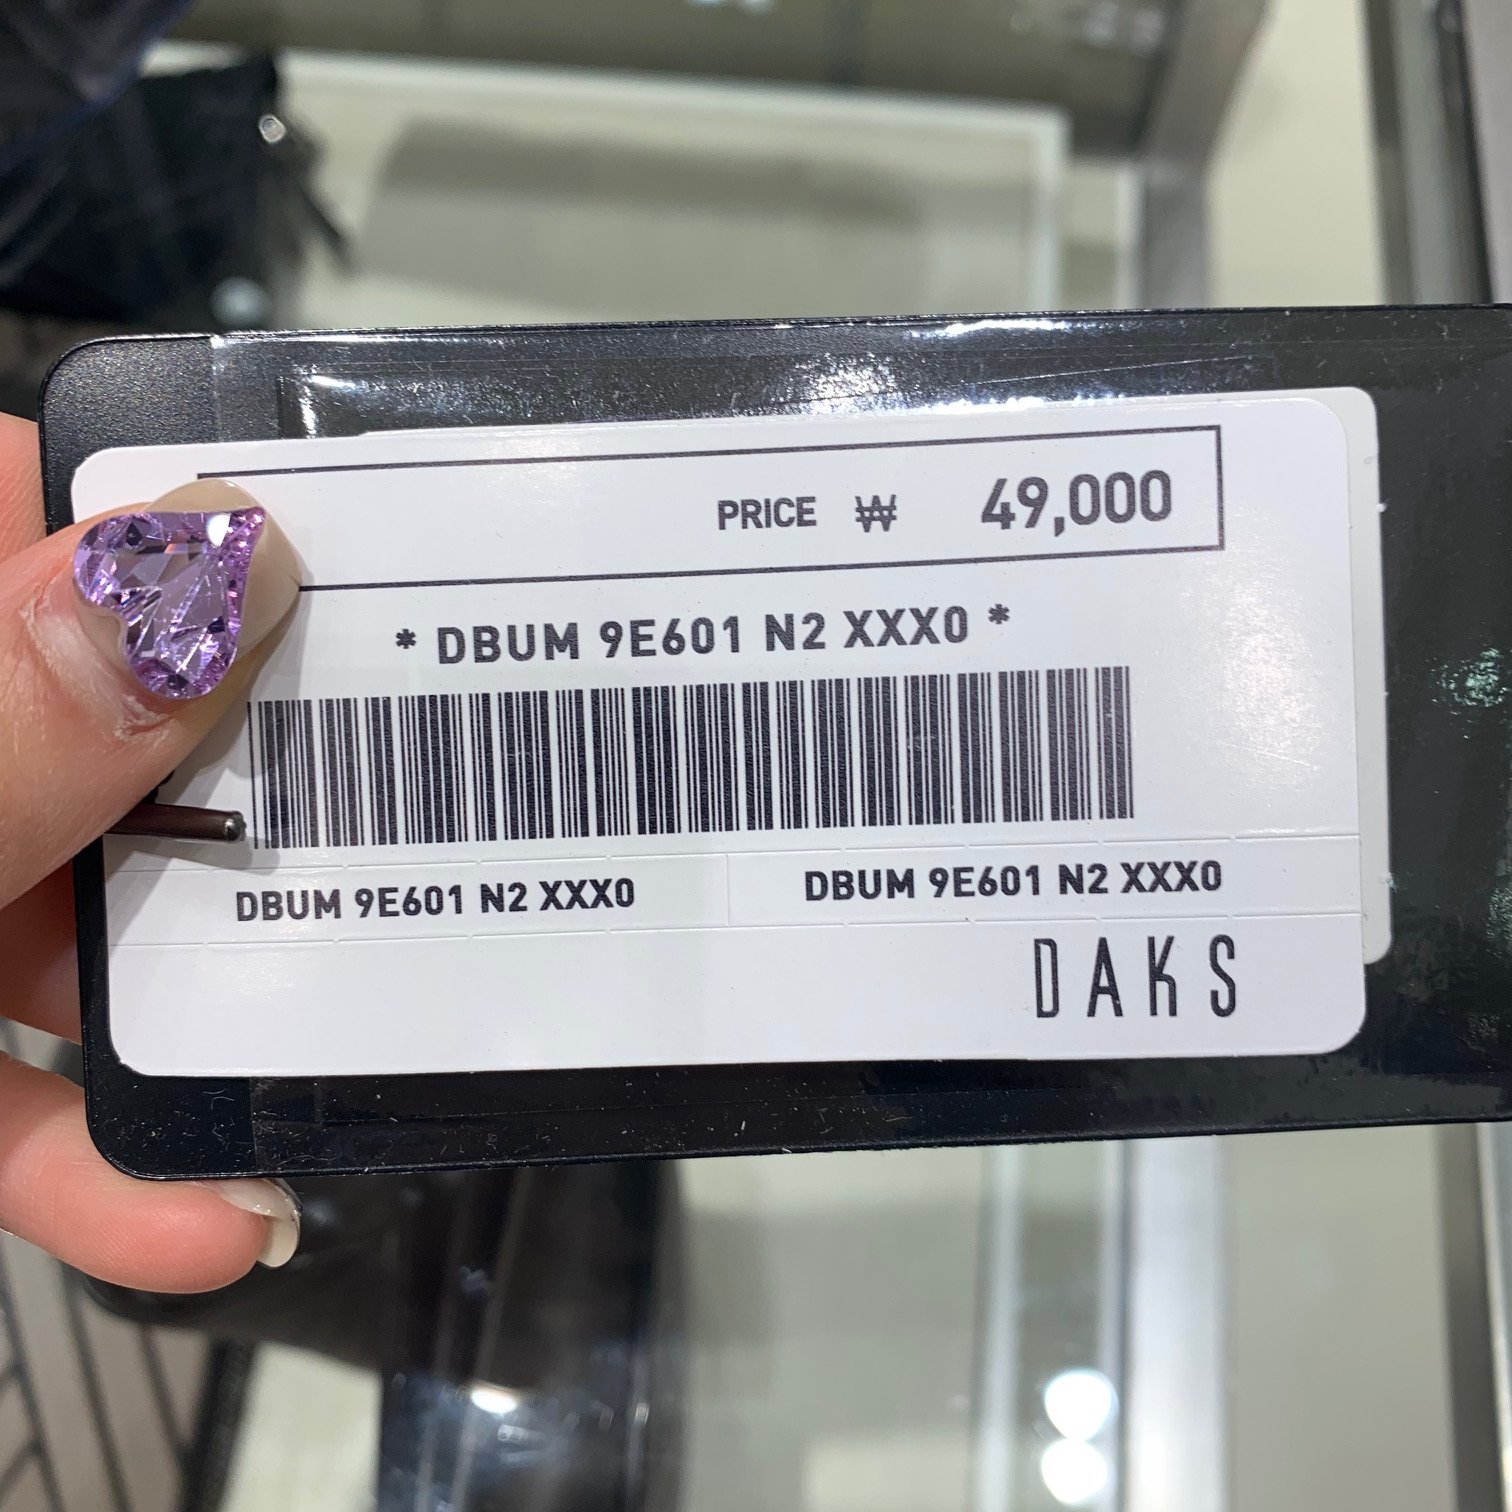 PRICE ₩ 49,000
* DBUM 9E601 N2 XXX0 *
DBUM 9E601 N2 XXX0 DBUM 9E601 N2 XXX0
DAKS